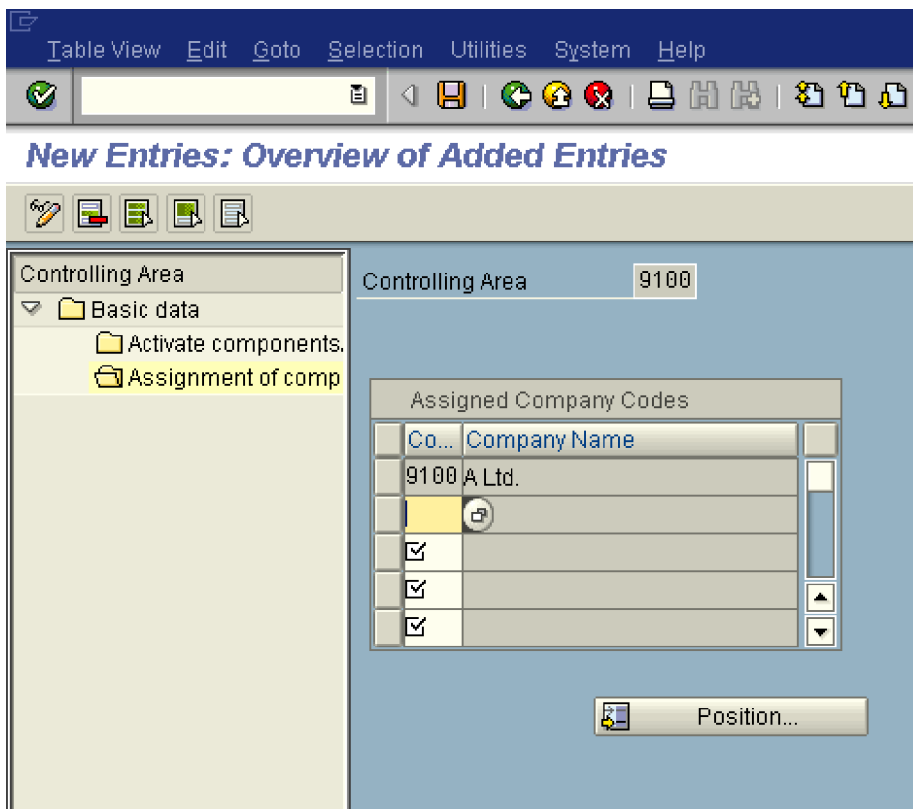 Table View Edit Goto Selection Utilities System Help
New Entries: Overview of Added Entries
Controlling Area
Basic data
Activate components.
Assignment of comp
Controlling Area 9100
Assigned Company Codes
Co... Company Name
9100 A Ltd.
Position...